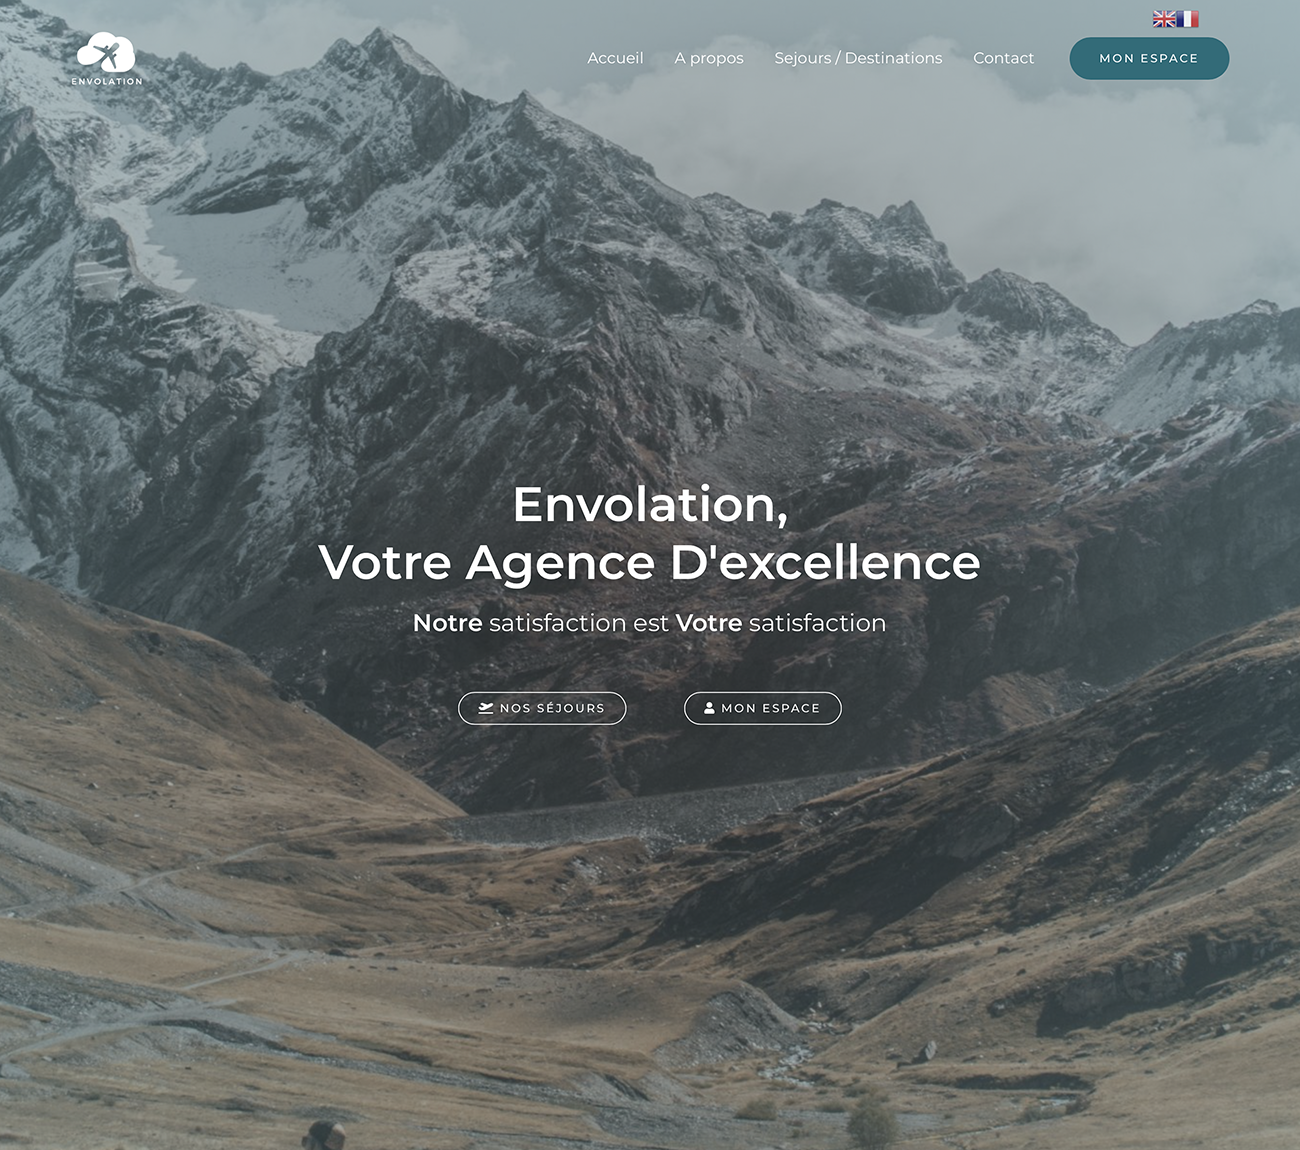 ENVOLATION
Accueil A propos Sejours / Destinations Contact MON ESPACE
Envolation,
Votre Agence D'excellence
Notre satisfaction est Votre satisfaction
NOS SÉJOURS MON ESPACE